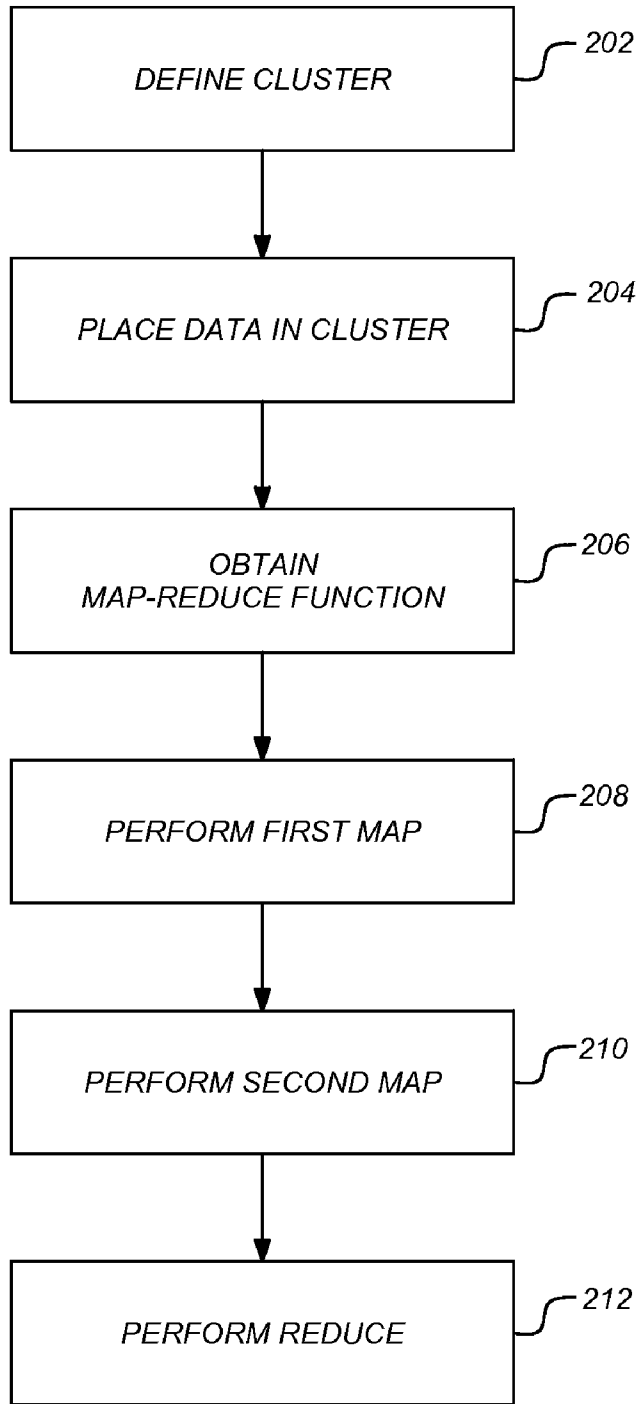 DEFINE CLUSTER
202
PLACE DATA IN CLUSTER
204
OBTAIN
MAP-REDUCE FUNCTION
206
PERFORM FIRST MAP
208
PERFORM SECOND MAP
210
PERFORM REDUCE
212